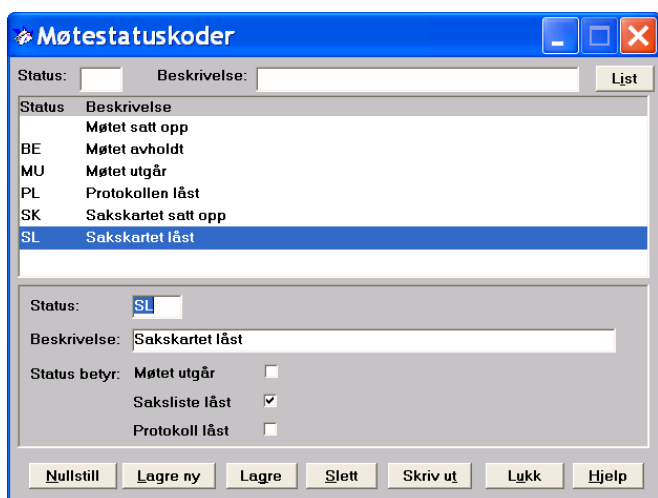 Møtestatuskoder
Status: Beskrivelse: List
Status Beskrivelse
Møtet satt opp
BE Møtet avholdt
MU Møtet utgår
PL Protokollen låst
SK Sakskartet satt opp
SL Sakskartet låst
Status: SL
Beskrivelse: Sakskartet låst
Status betyr: Møtet utgår
Saksliste låst
Protokoll låst
Nullstill Lagre ny Lagre Slett Skriv ut Lukk Hjelp